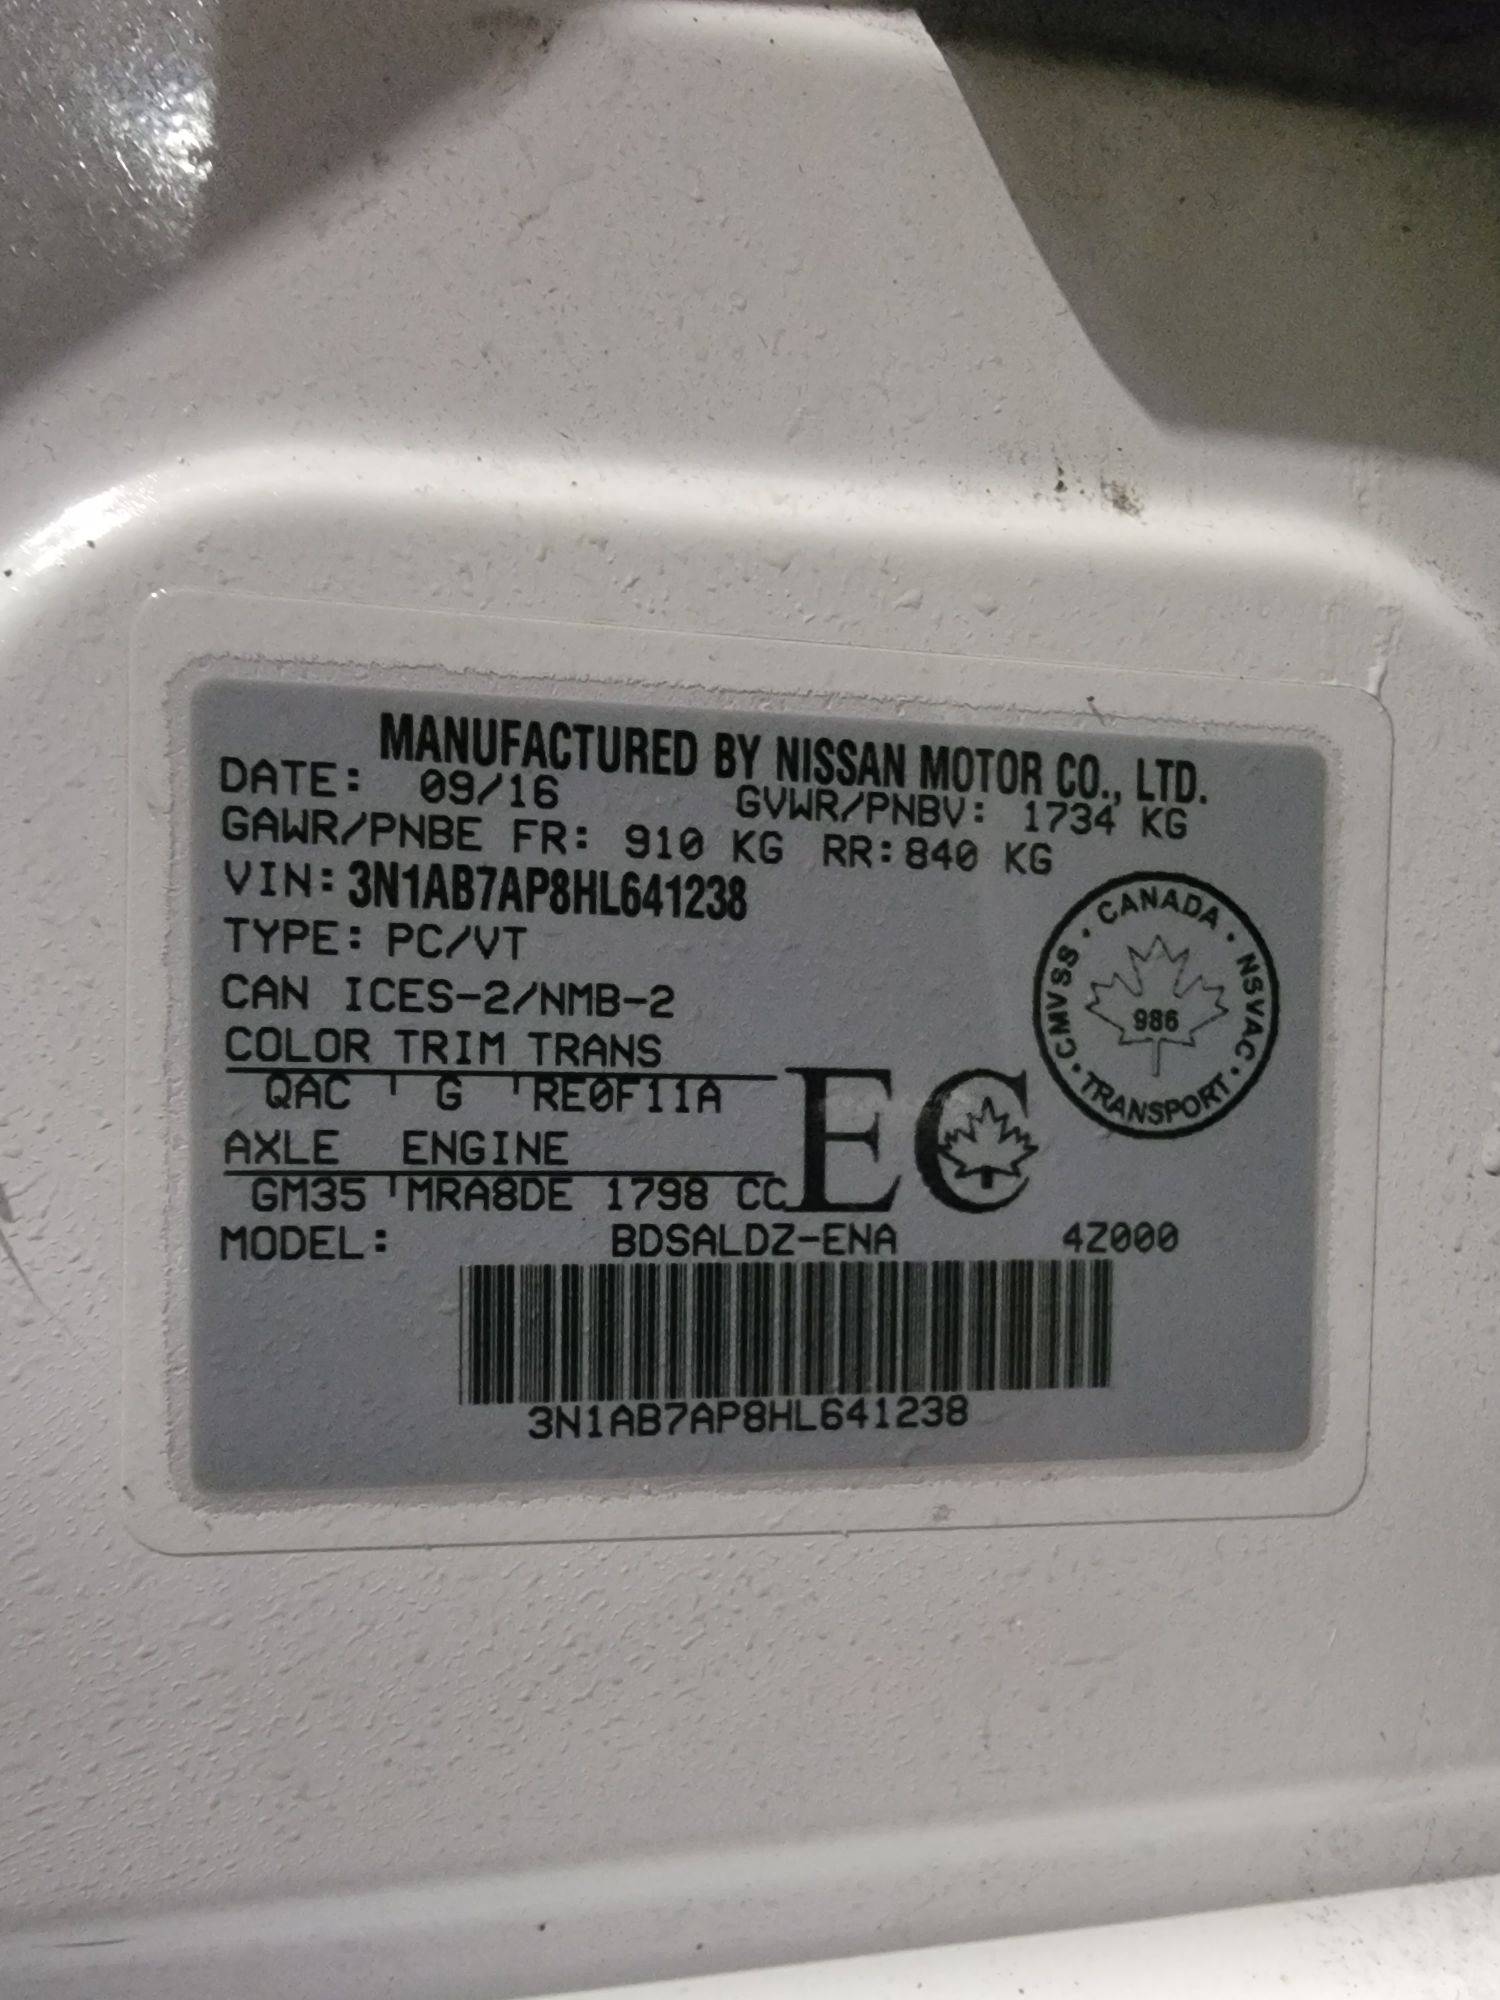 MANUFACTURED BY NISSAN MOTOR CO., LTD.
DATE: 09/16 GVWR/PNBV: 1734 KG
GAWR/PNBE FR: 910 KG RR: 840 KG
VIN: 3N1AB7AP8HL641238
TYPE: PC/VT
CAN ICES-2/NMB-2
COLOR TRIM TRANS
QAC G RE0F11A
AXLE ENGINE
GM35 MRA8DE 1798 CC
EC
CANADA · NSVAC · TRANSPORT · CMVSS ·
986
MODEL: BDSALDZ-ENA 4Z000
3N1AB7AP8HL641238